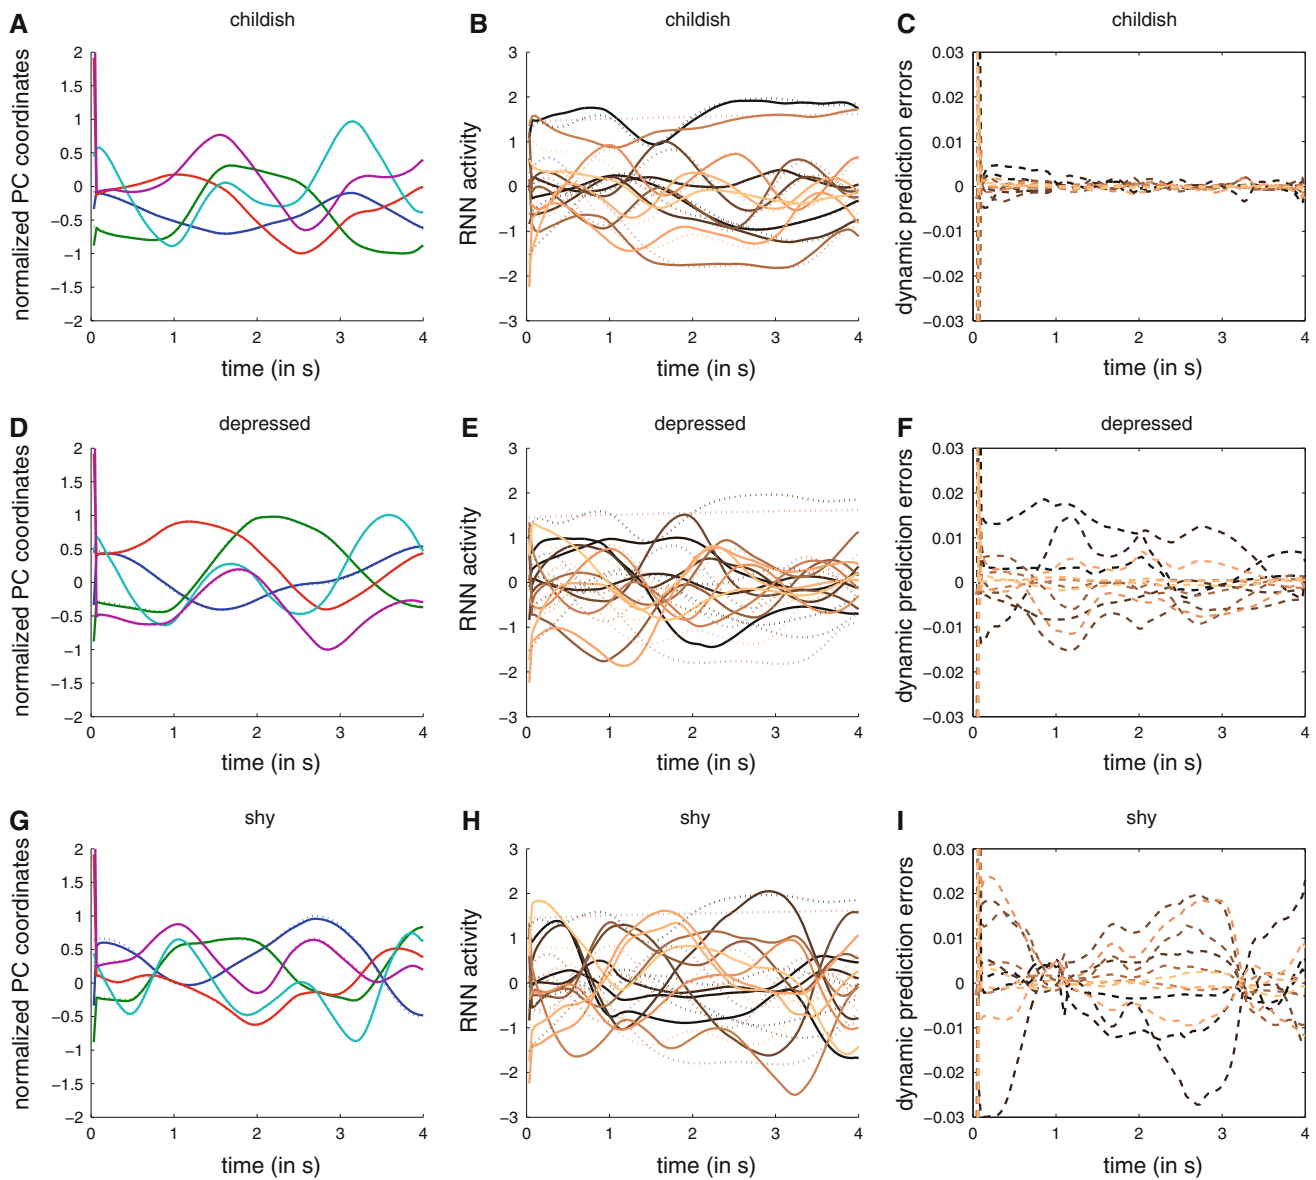 A
childish
normalized PC coordinates
2
1.5
1
0.5
0
−0.5
−1
−1.5
−2
0 1 2 3 4
time (in s)
B
childish
RNN activity
3
2
1
0
−1
−2
−3
0 1 2 3 4
time (in s)
C
childish
dynamic prediction errors
0.03
0.02
0.01
0
−0.01
−0.02
−0.03
0 1 2 3 4
time (in s)
D
depressed
normalized PC coordinates
2
1.5
1
0.5
0
−0.5
−1
−1.5
−2
0 1 2 3 4
time (in s)
E
depressed
RNN activity
3
2
1
0
−1
−2
−3
0 1 2 3 4
time (in s)
F
depressed
dynamic prediction errors
0.03
0.02
0.01
0
−0.01
−0.02
−0.03
0 1 2 3 4
time (in s)
G
shy
normalized PC coordinates
2
1.5
1
0.5
0
−0.5
−1
−1.5
−2
0 1 2 3 4
time (in s)
H
shy
RNN activity
3
2
1
0
−1
−2
−3
0 1 2 3 4
time (in s)
I
shy
dynamic prediction errors
0.03
0.02
0.01
0
−0.01
−0.02
−0.03
0 1 2 3 4
time (in s)